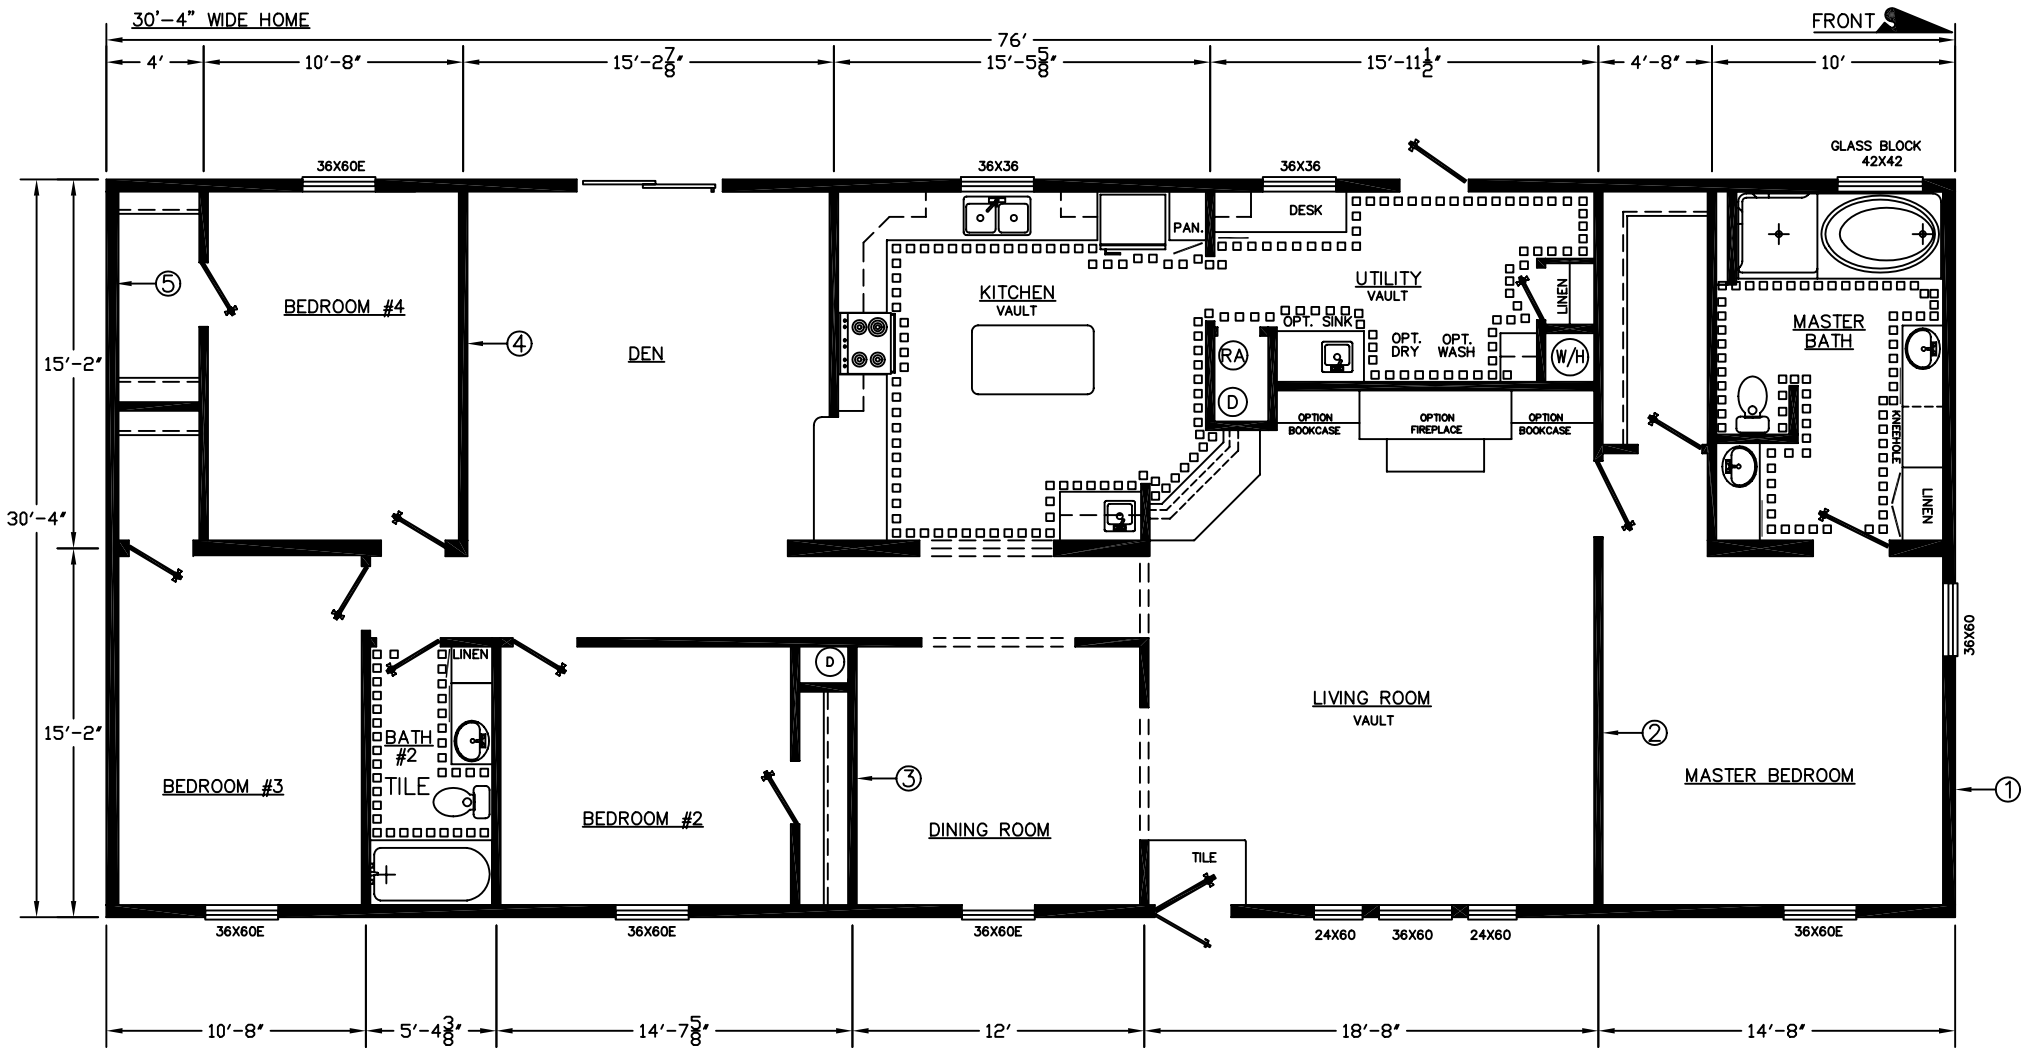 30'-4" WIDE HOME
FRONT
76'
4'
10'-8"
15'-2 7/8"
15'-5 5/8"
15'-11 1/2"
4'-8"
10'
36X60E
36X36
36X36
GLASS BLOCK
42X42
DESK
PAN.
5
BEDROOM #4
KITCHEN
VAULT
UTILITY
VAULT
LINEN
MASTER
BATH
4
DEN
OPT. SINK
OPT.
DRY
OPT.
WASH
W/H
RA
D
15'-2"
OPTION
BOOKCASE
OPTION
FIREPLACE
OPTION
BOOKCASE
KNEEHOLE
LINEN
30'-4"
36X60
LINEN
D
LIVING ROOM
VAULT
2
15'-2"
BATH
#2
TILE
BEDROOM #3
3
MASTER BEDROOM
1
BEDROOM #2
DINING ROOM
TILE
36X60E
36X60E
36X60E
24X60
36X60
24X60
36X60E
10'-8"
5'-4 3/8"
14'-7 5/8"
12'
18'-8"
14'-8"